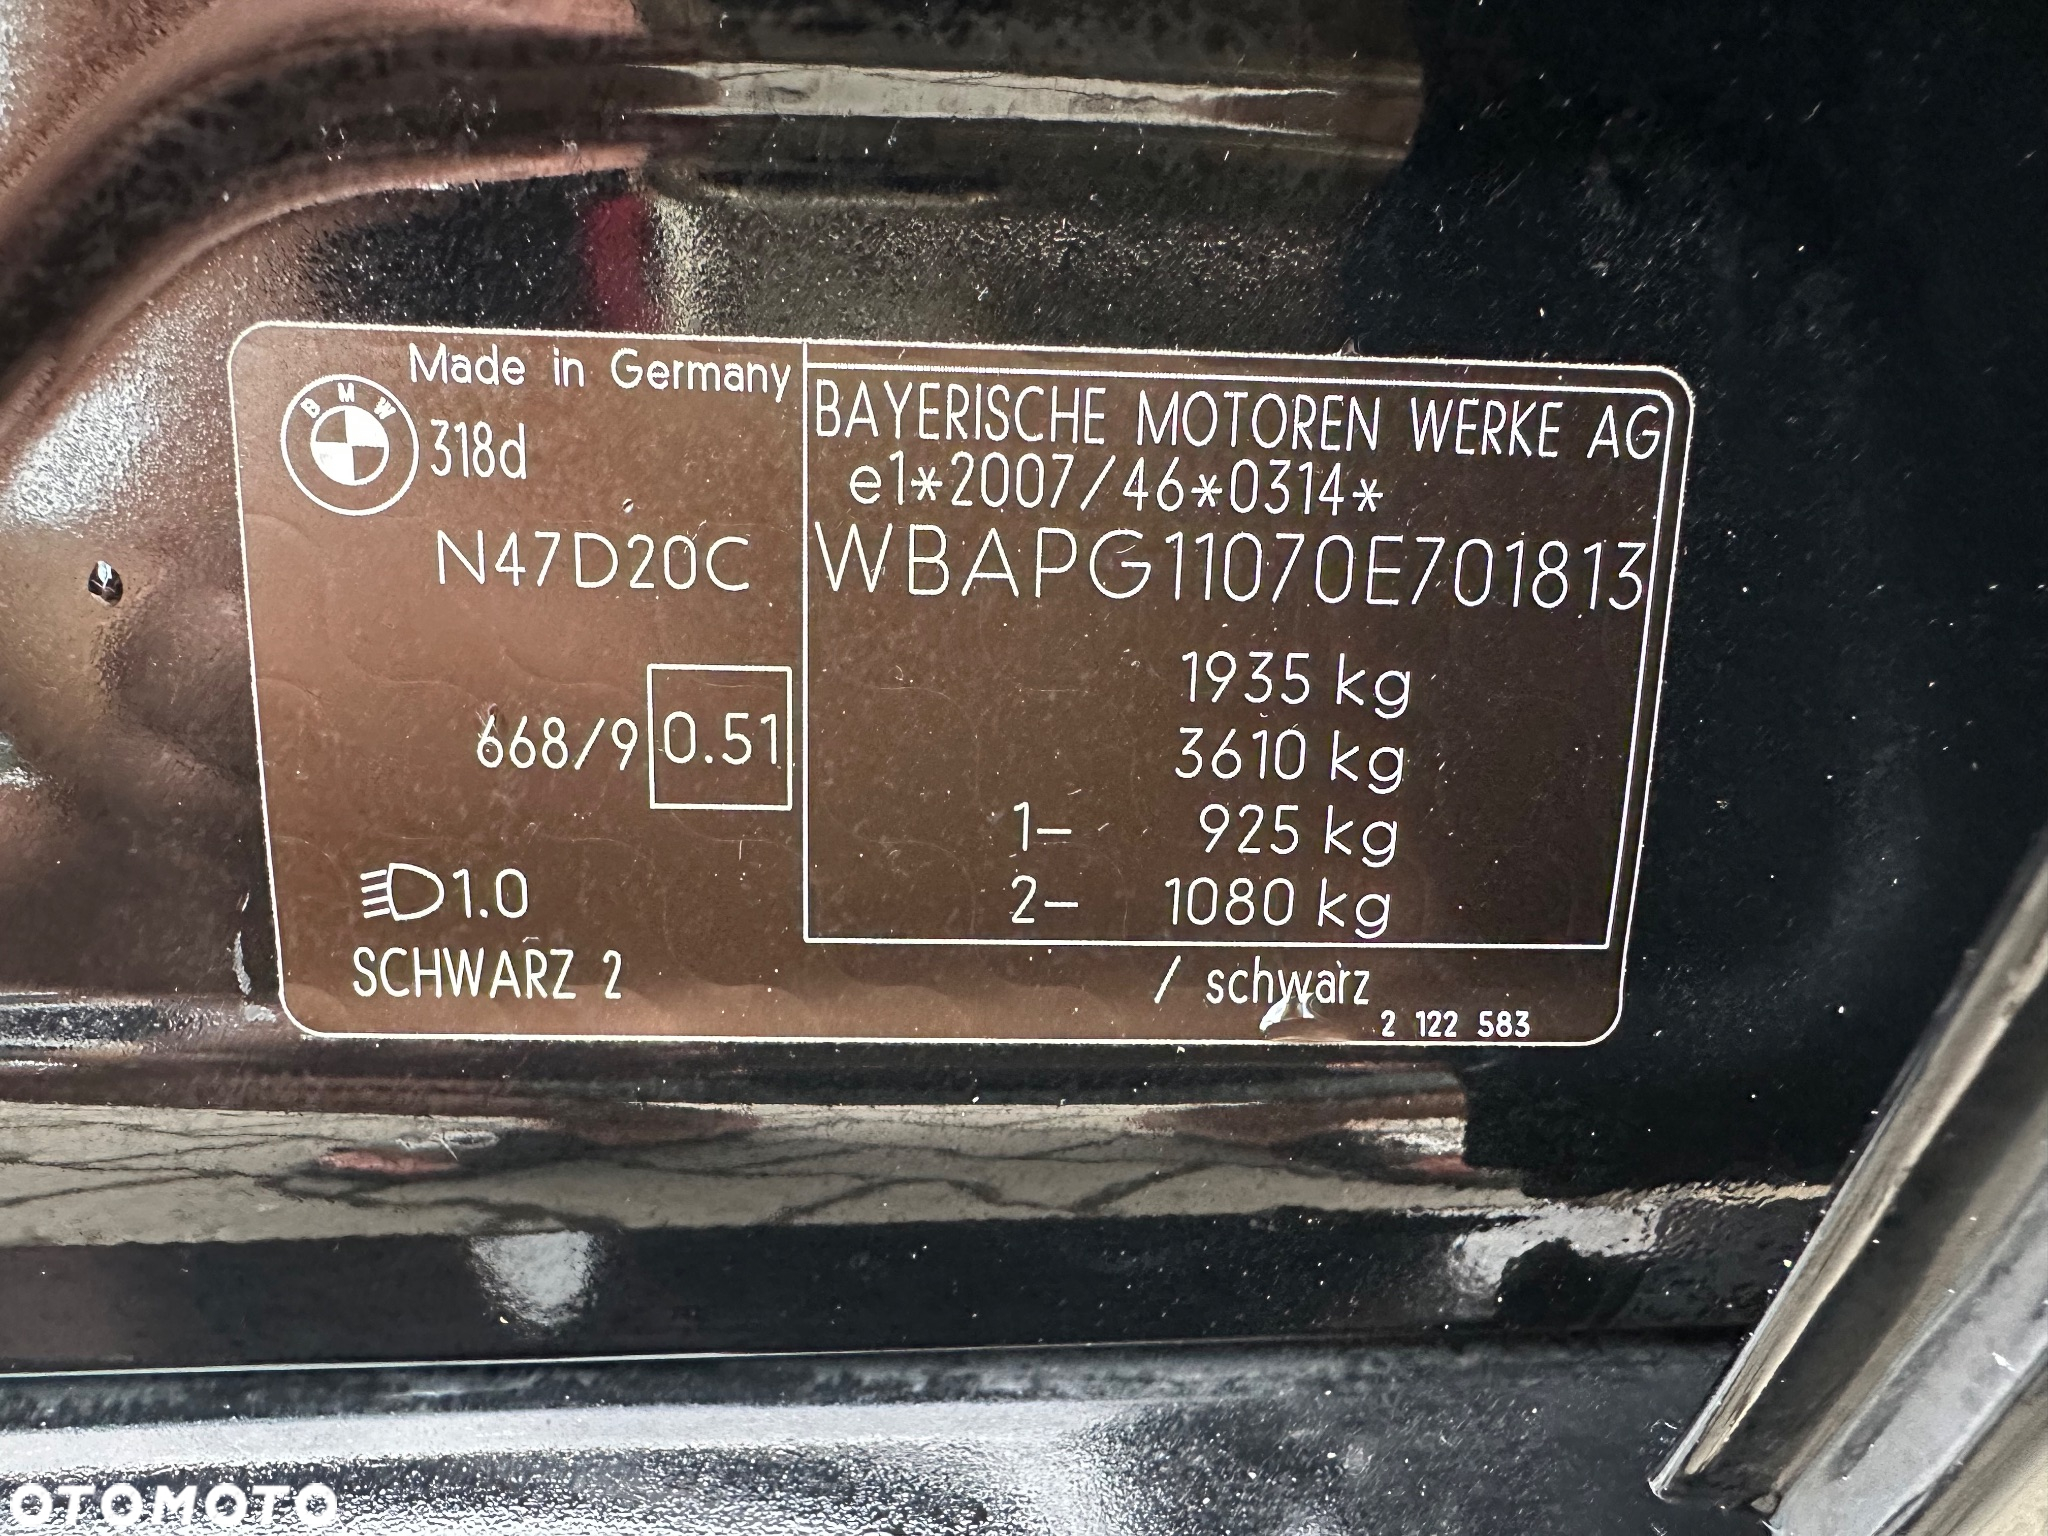 Made in Germany
BMW
318d
N47D20C
668/9 0.51
1.0
SCHWARZ 2
BAYERISCHE MOTOREN WERKE AG
e1*2007/46*0314*
WBAPG11070E701813
1935 kg
3610 kg
1- 925 kg
2- 1080 kg
/ schwarz
2 122 583
OTOMOTO